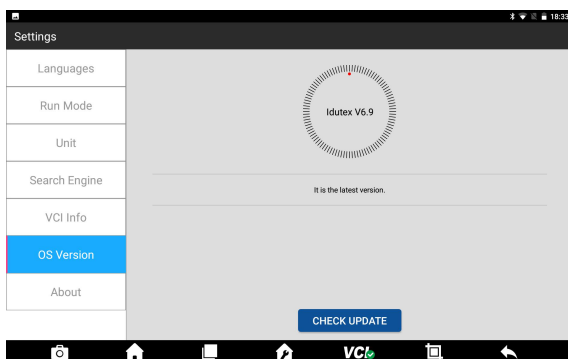 18:33
Settings
Languages
Run Mode
Unit
Search Engine
VCI Info
OS Version
About
Idutex V6.9
It is the latest version.
CHECK UPDATE
VCI